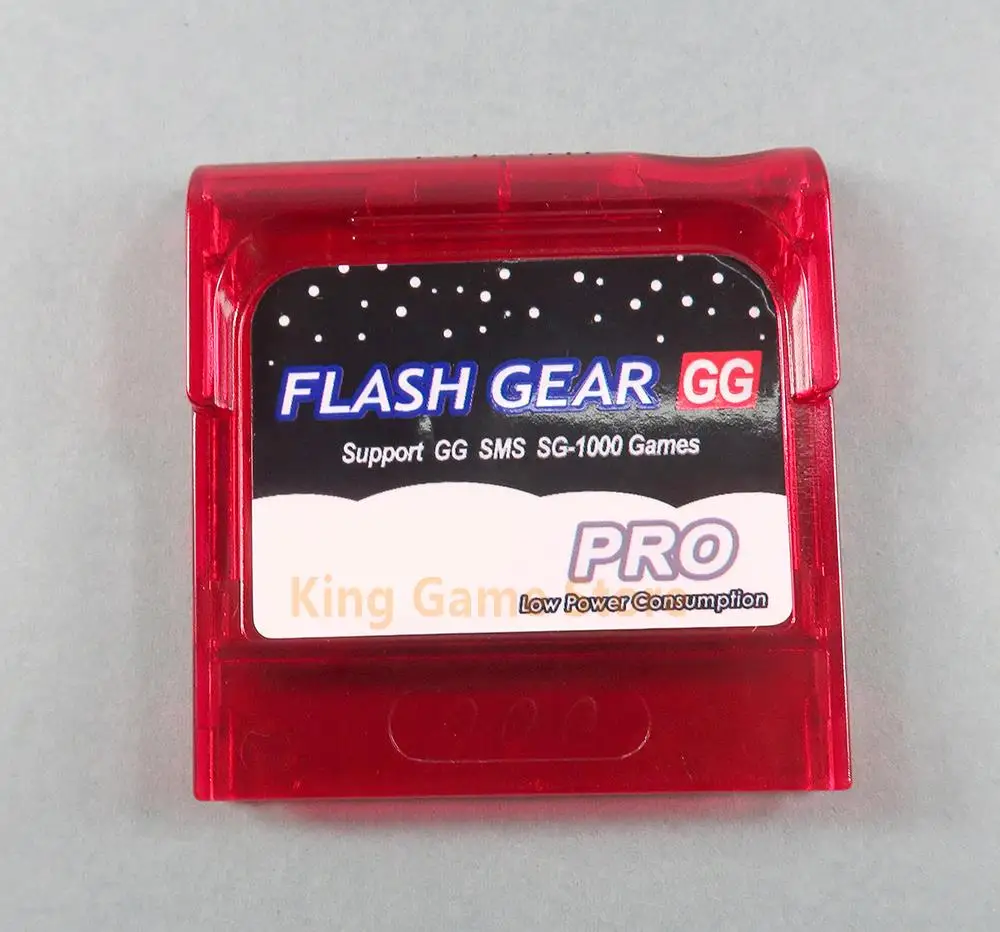 FLASH GEAR GG
Support GG SMS SG-1000 Games
PRO
King Game Store
Low Power Consumption